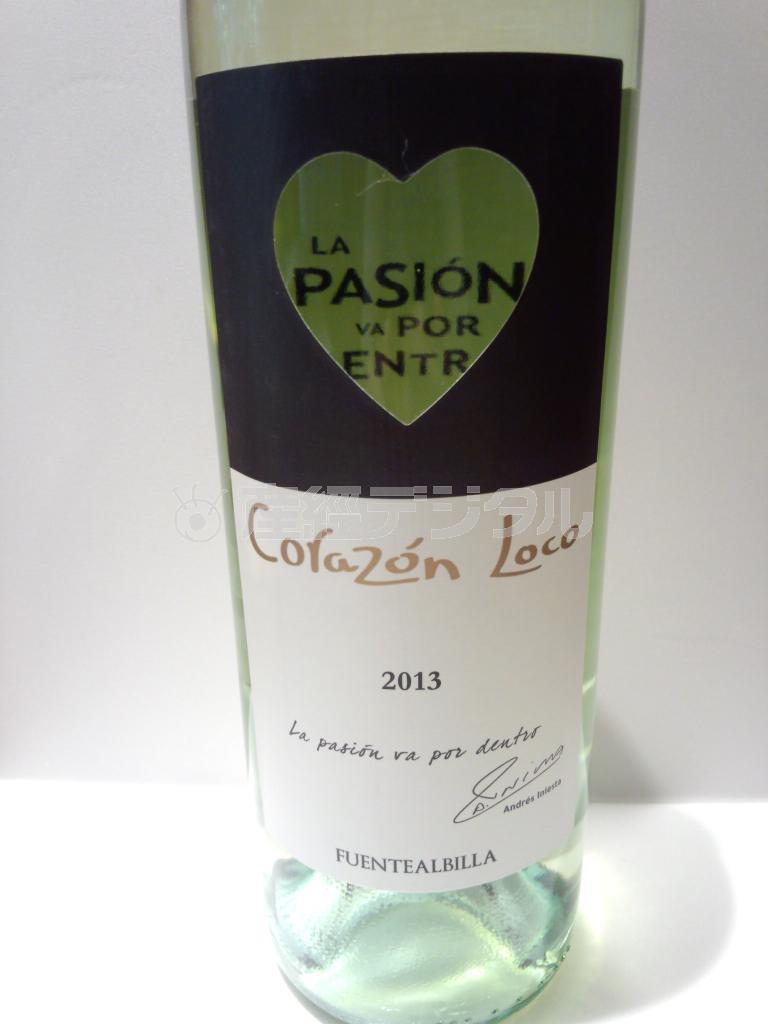 LA
PASIÓN
VA POR
ENTR
産経デジタル
Corazón Loco
2013
La pasión va por dentro
Andrés Iniesta
FUENTEALBILLA